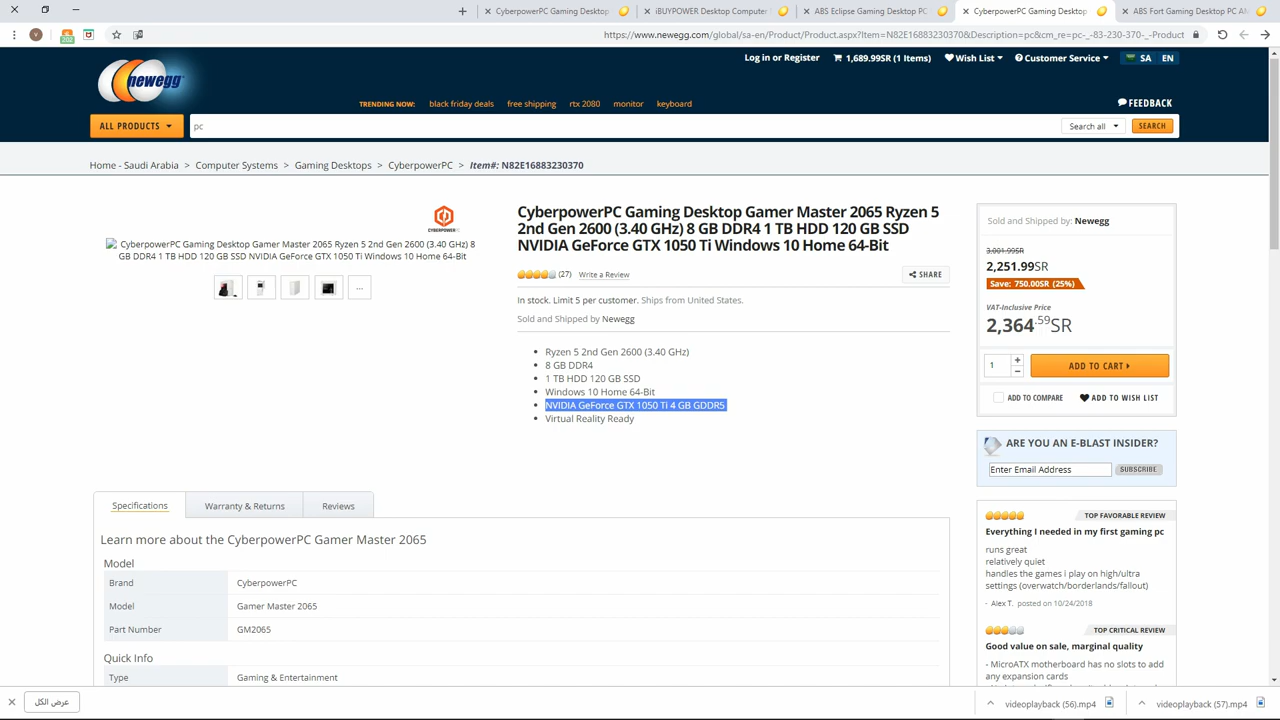 CyberpowerPC Gaming Desktop
iBUYPOWER Desktop Computer
ABS Eclipse Gaming Desktop PC
CyberpowerPC Gaming Desktop
ABS Fort Gaming Desktop PC
https://www.newegg.com/global/sa-en/Product/Product.aspx?Item=N82E16883230370&Description=pc&cm_re=pc-_-83-230-370-_-Product
newegg
Log in or Register
1,689.99SR (1 Items)
Wish List
Customer Service
SA
EN
TRENDING NOW: black friday deals free shipping rtx 2080 monitor keyboard
FEEDBACK
ALL PRODUCTS
pc
Search all
SEARCH
Home - Saudi Arabia > Computer Systems > Gaming Desktops > CyberpowerPC > Item#: N82E16883230370
CYBERPOWERPC
CyberpowerPC Gaming Desktop Gamer Master 2065 Ryzen 5 2nd Gen 2600 (3.40 GHz) 8
GB DDR4 1 TB HDD 120 GB SSD NVIDIA GeForce GTX 1050 Ti Windows 10 Home 64-Bit
...
CyberpowerPC Gaming Desktop Gamer Master 2065 Ryzen 5
2nd Gen 2600 (3.40 GHz) 8 GB DDR4 1 TB HDD 120 GB SSD
NVIDIA GeForce GTX 1050 Ti Windows 10 Home 64-Bit
(27) Write a Review
SHARE
In stock. Limit 5 per customer. Ships from United States.
Sold and Shipped by Newegg
Ryzen 5 2nd Gen 2600 (3.40 GHz)
8 GB DDR4
1 TB HDD 120 GB SSD
Windows 10 Home 64-Bit
NVIDIA GeForce GTX 1050 Ti 4 GB GDDR5
Virtual Reality Ready
Sold and Shipped by: Newegg
3,001.99SR
2,251.99SR
Save: 750.00SR (25%)
VAT-Inclusive Price
2,364.59SR
1
ADD TO CART
ADD TO COMPARE
ADD TO WISH LIST
ARE YOU AN E-BLAST INSIDER?
Enter Email Address
SUBSCRIBE
TOP FAVORABLE REVIEW
Everything I needed in my first gaming pc
runs great
relatively quiet
handles the games i play on high/ultra
settings (overwatch/borderlands/fallout)
- Alex T. posted on 10/24/2018
TOP CRITICAL REVIEW
Good value on sale, marginal quality
- MicroATX motherboard has no slots to add
any expansion cards
Specifications
Warranty & Returns
Reviews
Learn more about the CyberpowerPC Gamer Master 2065
Model
Brand CyberpowerPC
Model Gamer Master 2065
Part Number GM2065
Quick Info
Type Gaming & Entertainment
عرض الكل
videoplayback (56).mp4
videoplayback (57).mp4